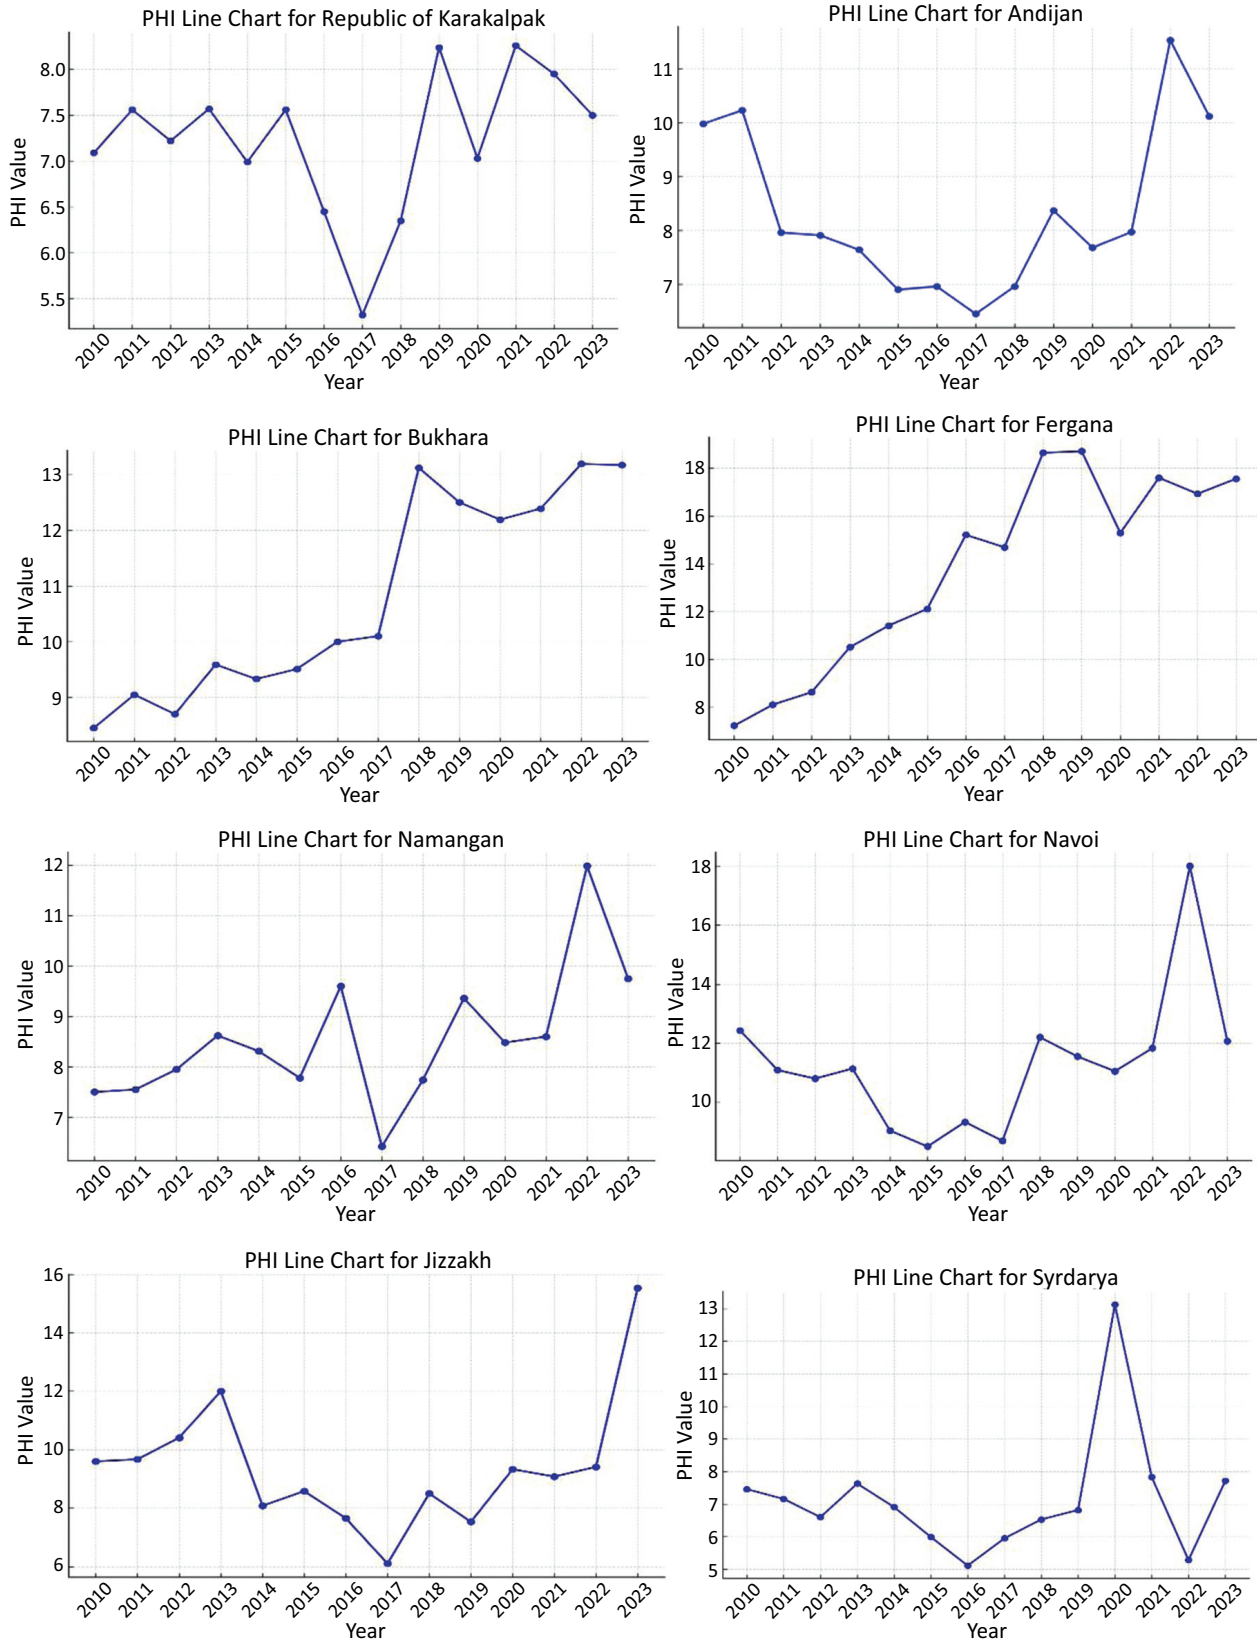 PHI Line Chart for Republic of Karakalpak
PHI Value
8.0
7.5
7.0
6.5
6.0
5.5
2010 2011 2012 2013 2014 2015 2016 2017 2018 2019 2020 2021 2022 2023
Year
PHI Line Chart for Andijan
PHI Value
11
10
9
8
7
2010 2011 2012 2013 2014 2015 2016 2017 2018 2019 2020 2021 2022 2023
Year
PHI Line Chart for Bukhara
PHI Value
13
12
11
10
9
2010 2011 2012 2013 2014 2015 2016 2017 2018 2019 2020 2021 2022 2023
Year
PHI Line Chart for Fergana
PHI Value
18
16
14
12
10
8
2010 2011 2012 2013 2014 2015 2016 2017 2018 2019 2020 2021 2022 2023
Year
PHI Line Chart for Namangan
PHI Value
12
11
10
9
8
7
2010 2011 2012 2013 2014 2015 2016 2017 2018 2019 2020 2021 2022 2023
Year
PHI Line Chart for Navoi
PHI Value
18
16
14
12
10
2010 2011 2012 2013 2014 2015 2016 2017 2018 2019 2020 2021 2022 2023
Year
PHI Line Chart for Jizzakh
PHI Value
16
14
12
10
8
6
2010 2011 2012 2013 2014 2015 2016 2017 2018 2019 2020 2021 2022 2023
Year
PHI Line Chart for Syrdarya
PHI Value
13
12
11
10
9
8
7
6
5
2010 2011 2012 2013 2014 2015 2016 2017 2018 2019 2020 2021 2022 2023
Year